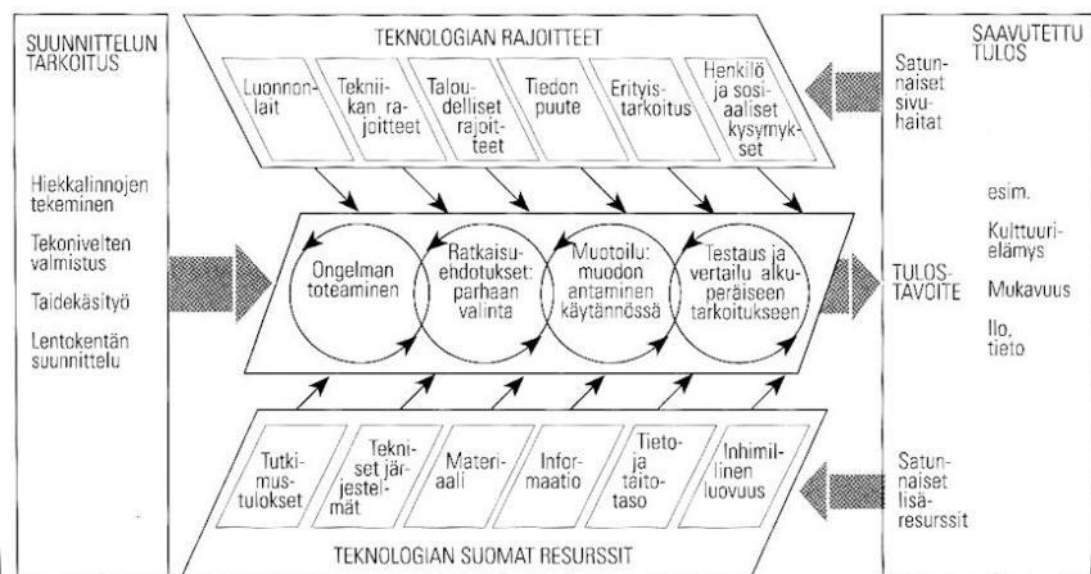 SUUNNITTELUN
TARKOITUS
Hiekkalinnojen
tekeminen
Tekonivelten
valmistus
Taidekäsityö
Lentokentän
suunnittelu
TEKNOLOGIAN RAJOITTEET
Luonnon-
lait
Teknii-
kan ra-
joitteet
Talou-
delliset
rajoit-
teet
Tiedon
puute
Erityis-
tarkoitus
Henkilö
ja sosi-
aaliset
kysymyk-
set
Ongelman
toteaminen
Ratkaisu-
ehdotukset:
parhaan
valinta
Muotoilu:
muodon
antaminen
käytännössä
Testaus ja
vertailu alku-
peräiseen
tarkoitukseen
Tutki-
mus-
tulokset
Tekni-
set jär-
jestel-
mät
Materi-
aali
Infor-
maatio
Tieto-
ja
taito-
taso
Inhimil-
linen
luovuus
TEKNOLOGIAN SUOMAT RESURSSIT
SAAVUTETTU
TULOS
Satun-
naiset
sivu-
haitat
TULOS-
TAVOITE
esim.
Kulttuuri-
elämys
Mukavuus
Ilo,
tieto
Satun-
naiset
lisä-
resurssit